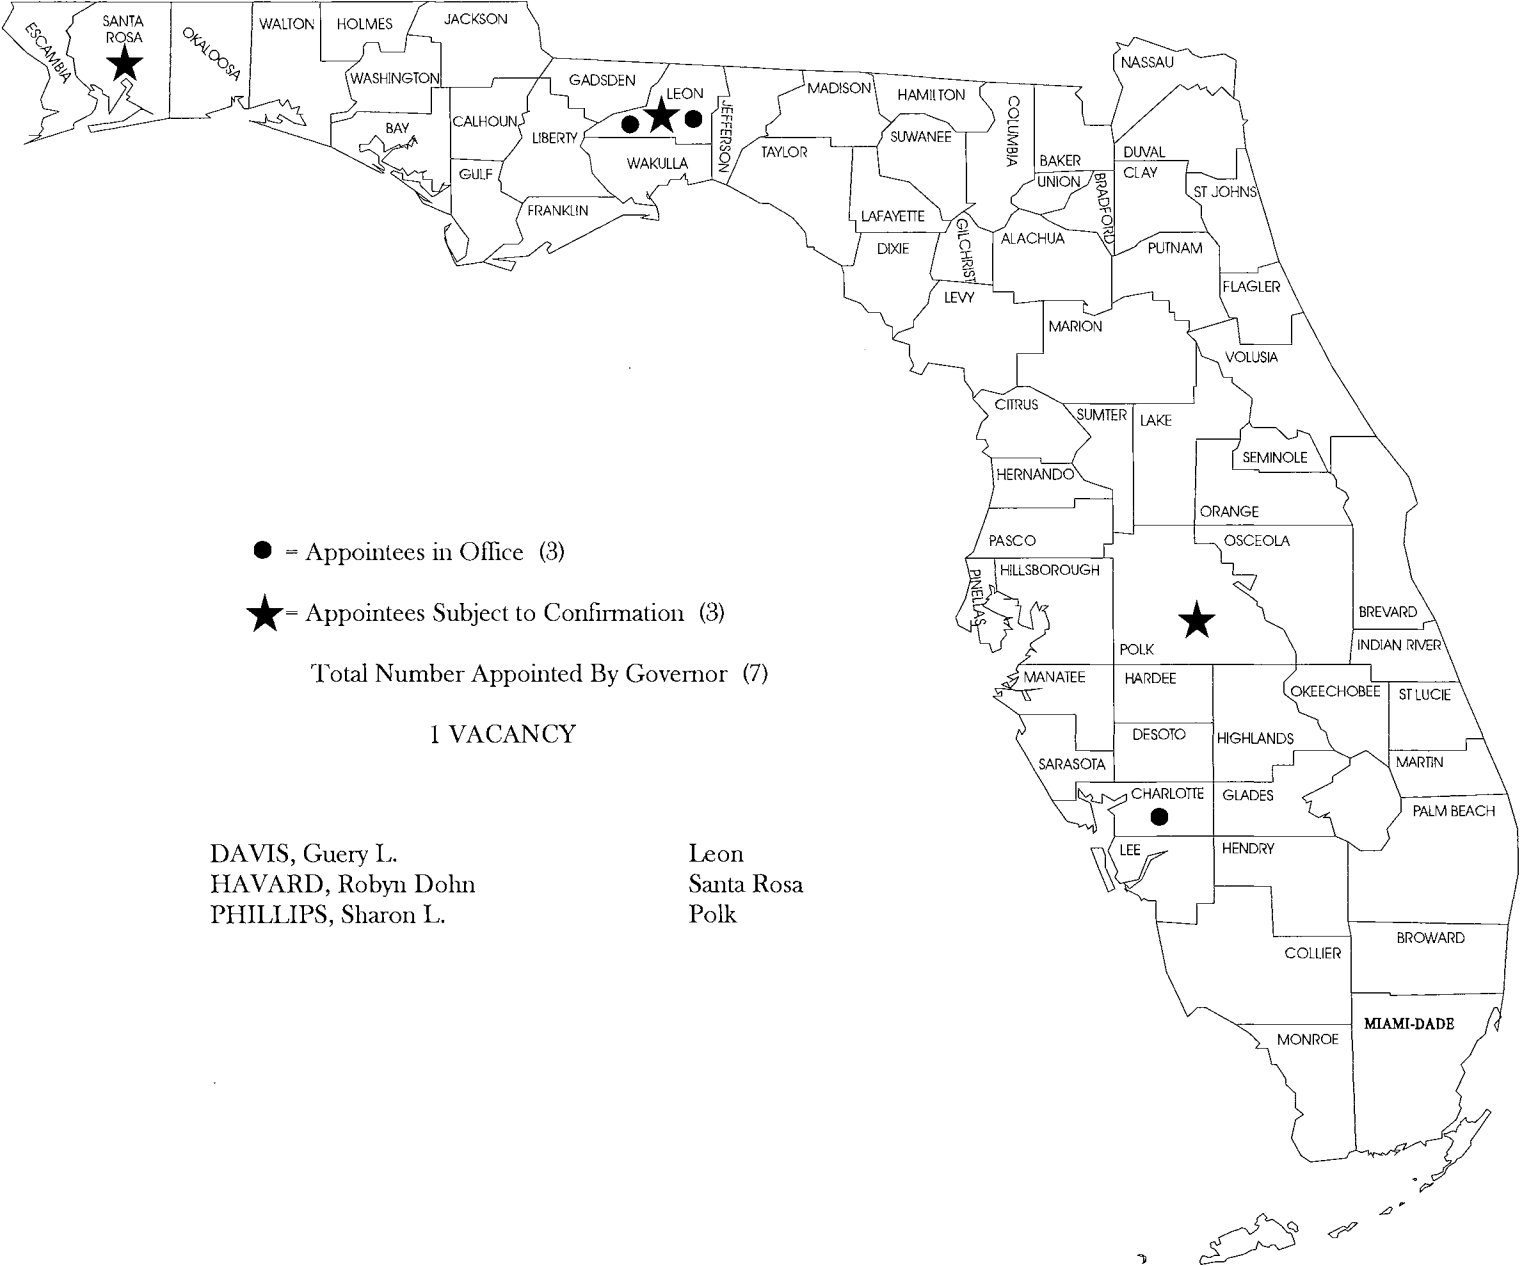 ESCAMBIA
SANTA
ROSA
OKALOOSA
WALTON
HOLMES
JACKSON
WASHINGTON
BAY
CALHOUN
GULF
GADSDEN
LIBERTY
FRANKLIN
LEON
WAKULLA
JEFFERSON
MADISON
TAYLOR
HAMILTON
SUWANEE
LAFAYETTE
DIXIE
COLUMBIA
GILCHRIST
LEVY
NASSAU
BAKER
UNION
BRADFORD
DUVAL
CLAY
ST JOHNS
ALACHUA
PUTNAM
FLAGLER
MARION
VOLUSIA
CITRUS
SUMTER
LAKE
SEMINOLE
HERNANDO
ORANGE
PASCO
OSCEOLA
HILLSBOROUGH
PINELLAS
BREVARD
POLK
INDIAN RIVER
MANATEE
HARDEE
OKEECHOBEE
ST LUCIE
DESOTO
HIGHLANDS
SARASOTA
MARTIN
CHARLOTTE
GLADES
PALM BEACH
LEE
HENDRY
BROWARD
COLLIER
MIAMI-DADE
MONROE
= Appointees in Office (3)
= Appointees Subject to Confirmation (3)
Total Number Appointed By Governor (7)
1 VACANCY
DAVIS, Guery L. Leon
HAVARD, Robyn Dohn Santa Rosa
PHILLIPS, Sharon L. Polk